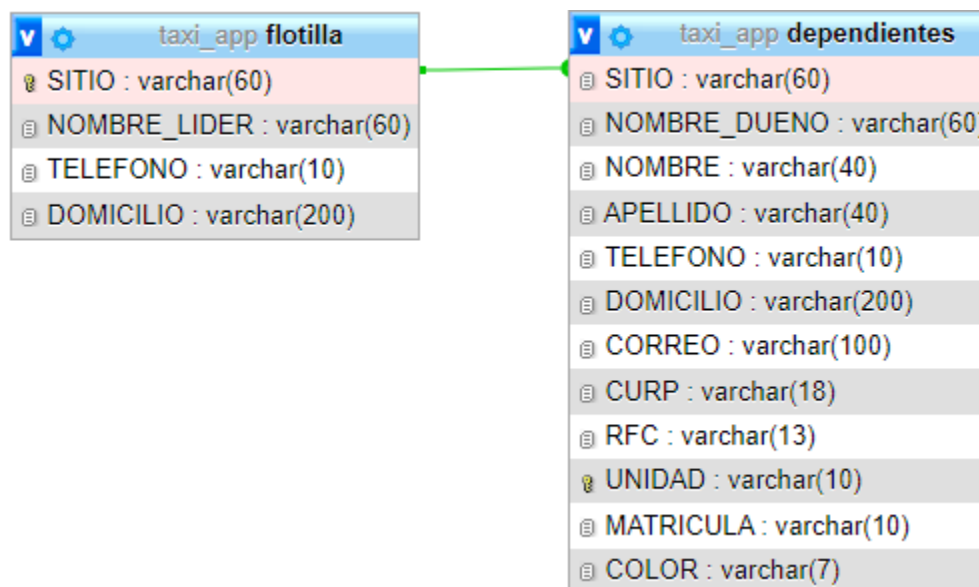 taxi_app flotilla
SITIO : varchar(60)
NOMBRE_LIDER : varchar(60)
TELEFONO : varchar(10)
DOMICILIO : varchar(200)
taxi_app dependientes
SITIO : varchar(60)
NOMBRE_DUENO : varchar(60)
NOMBRE : varchar(40)
APELLIDO : varchar(40)
TELEFONO : varchar(10)
DOMICILIO : varchar(200)
CORREO : varchar(100)
CURP : varchar(18)
RFC : varchar(13)
UNIDAD : varchar(10)
MATRICULA : varchar(10)
COLOR : varchar(7)